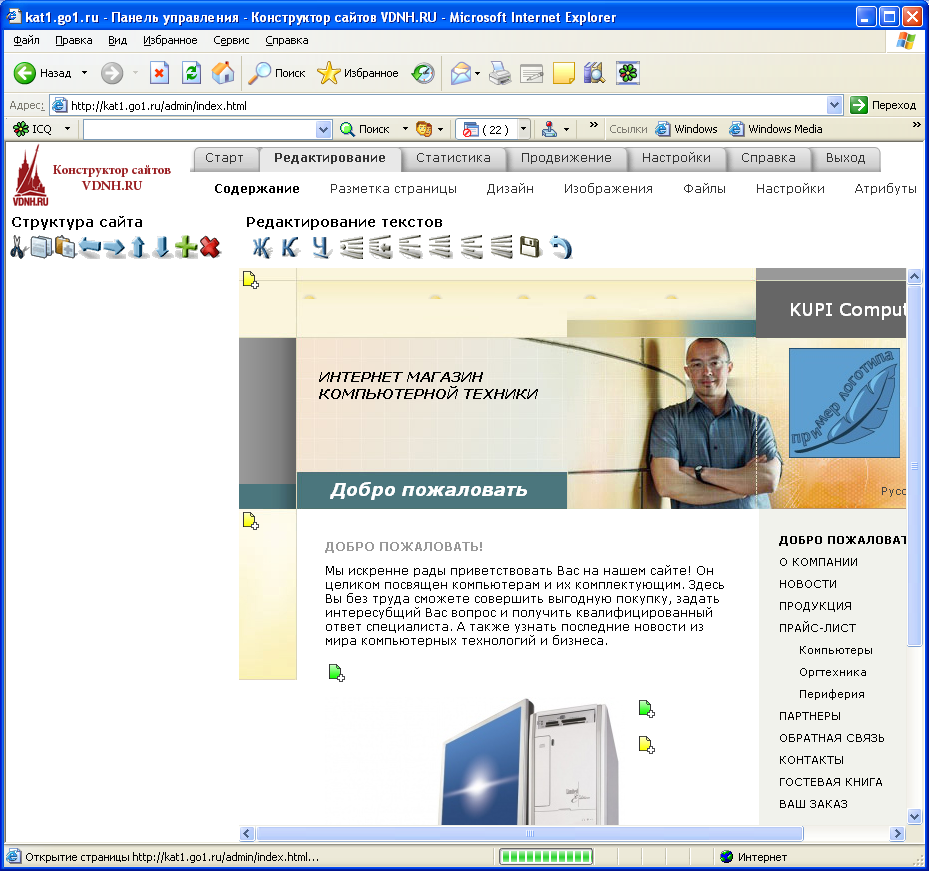 kat1.go1.ru - Панель управления - Конструктор сайтов VDNH.RU - Microsoft Internet Explorer
Файл Правка Вид Избранное Сервис Справка
Назад Поиск Избранное
Адрес: http://kat1.go1.ru/admin/index.html Переход
ICQ Поиск ( 22 ) » Ссылки Windows Windows Media »
Конструктор сайтов
VDNH.RU
VDNH.RU
Старт Редактирование Статистика Продвижение Настройки Справка Выход
Содержание Разметка страницы Дизайн Изображения Файлы Настройки Атрибуты
Структура сайта
Редактирование текстов
Ж К Ч
KUPI Comput
ИНТЕРНЕТ МАГАЗИН
КОМПЬЮТЕРНОЙ ТЕХНИКИ
пример логотипа
Добро пожаловать
Русс
ДОБРО ПОЖАЛОВАТЬ!
Мы искренне рады приветствовать Вас на нашем сайте! Он
целиком посвящен компьютерам и их комплектующим. Здесь
Вы без труда сможете совершить выгодную покупку, задать
интересубщий Вас вопрос и получить квалифицированный
ответ специалиста. А также узнать последние новости из
мира компьютерных технологий и бизнеса.
ДОБРО ПОЖАЛОВАТ
О КОМПАНИИ
НОВОСТИ
ПРОДУКЦИЯ
ПРАЙС-ЛИСТ
Компьютеры
Оргтехника
Периферия
ПАРТНЕРЫ
ОБРАТНАЯ СВЯЗЬ
КОНТАКТЫ
ГОСТЕВАЯ КНИГА
ВАШ ЗАКАЗ
Открытие страницы http://kat1.go1.ru/admin/index.html... Интернет